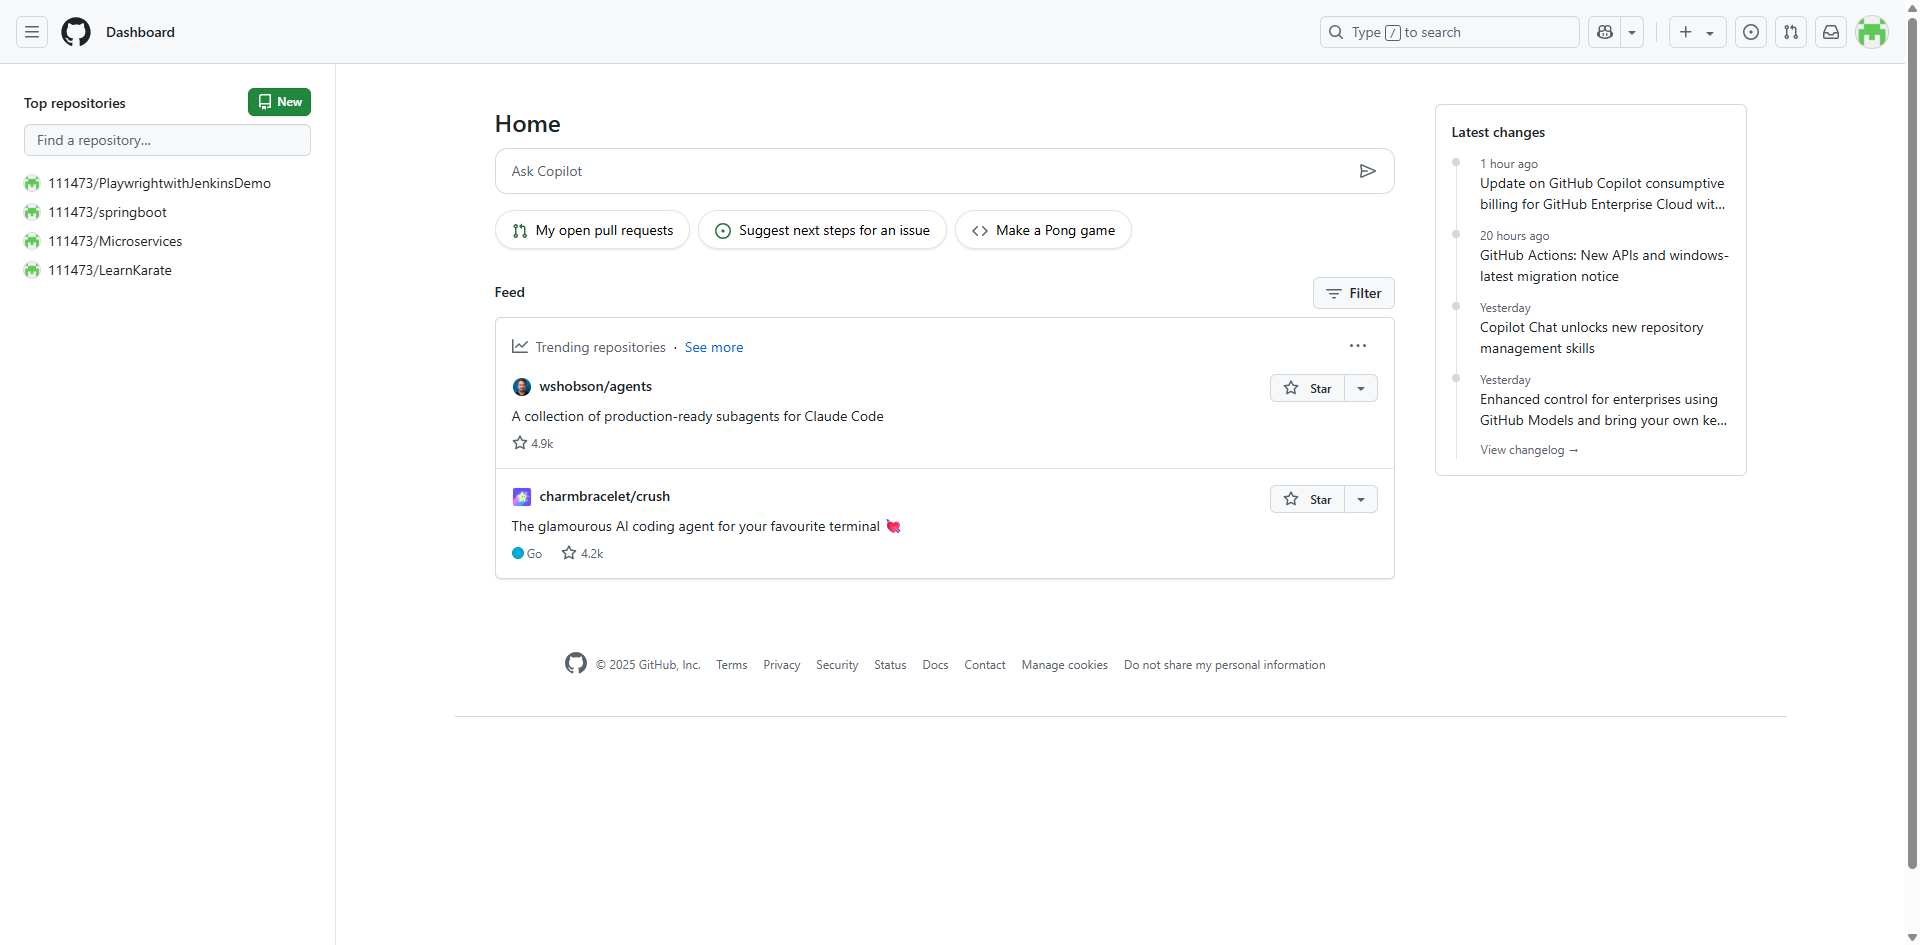 Dashboard
Type / to search
Top repositories
New
Find a repository...
111473/PlaywrightwithJenkinsDemo
111473/springboot
111473/Microservices
111473/LearnKarate
Home
Ask Copilot
My open pull requests
Suggest next steps for an issue
Make a Pong game
Feed
Filter
Trending repositories · See more
wshobson/agents
Star
A collection of production-ready subagents for Claude Code
4.9k
charmbracelet/crush
Star
The glamourous AI coding agent for your favourite terminal 💘
Go 4.2k
Latest changes
1 hour ago
Update on GitHub Copilot consumptive
billing for GitHub Enterprise Cloud wit...
20 hours ago
GitHub Actions: New APIs and windows-
latest migration notice
Yesterday
Copilot Chat unlocks new repository
management skills
Yesterday
Enhanced control for enterprises using
GitHub Models and bring your own ke...
View changelog →
© 2025 GitHub, Inc. Terms Privacy Security Status Docs Contact Manage cookies Do not share my personal information